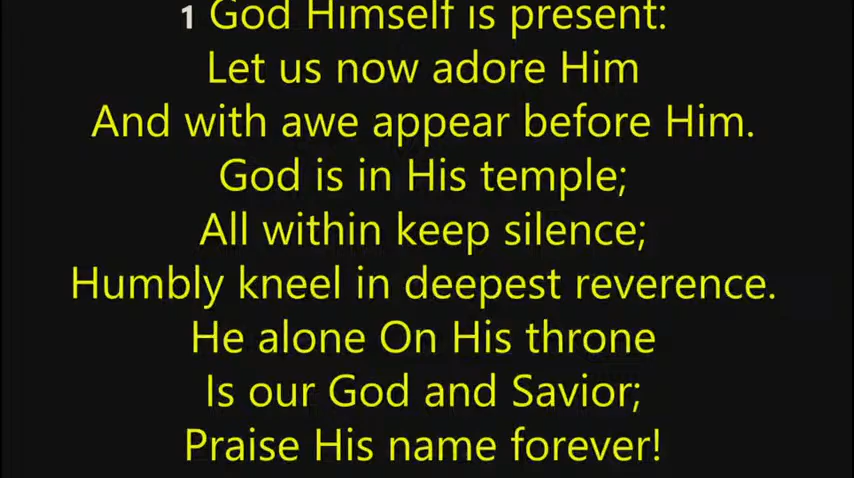 1 God Himself is present:
Let us now adore Him
And with awe appear before Him.
God is in His temple;
All within keep silence;
Humbly kneel in deepest reverence.
He alone On His throne
Is our God and Savior;
Praise His name forever!